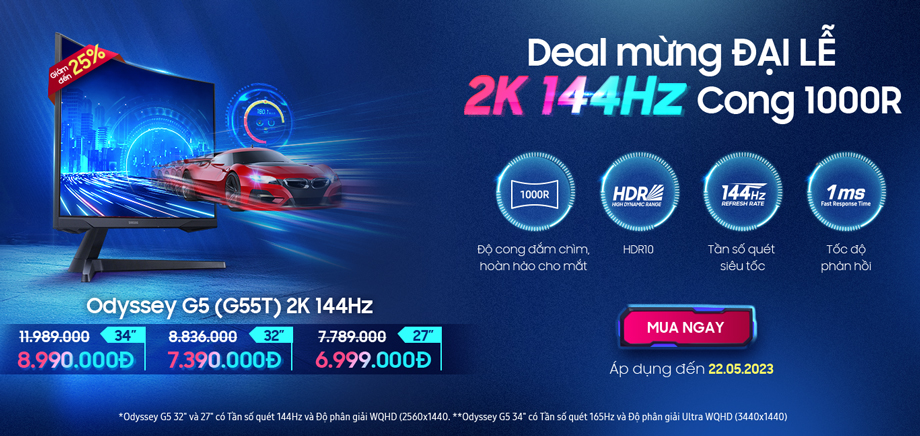 Giảm
đến 25%
Deal mừng ĐẠI LỄ
2K 144Hz Cong 1000R
1000R
HDR
HIGH DYNAMIC RANGE
144Hz
REFRESH RATE
1ms
Fast Response Time
Độ cong đắm chìm,
hoàn hảo cho mắt
HDR10
Tần số quét
siêu tốc
Tốc độ
phản hồi
Odyssey G5 (G55T) 2K 144Hz
11.989.000 34”
8.990.000Đ
8.836.000 32”
7.390.000Đ
7.789.000 27”
6.999.000Đ
MUA NGAY
Áp dụng đến 22.05.2023
*Odyssey G5 32” và 27” có Tần số quét 144Hz và Độ phân giải WQHD (2560x1440. **Odyssey G5 34” có Tần số quét 165Hz và Độ phân giải Ultra WQHD (3440x1440)